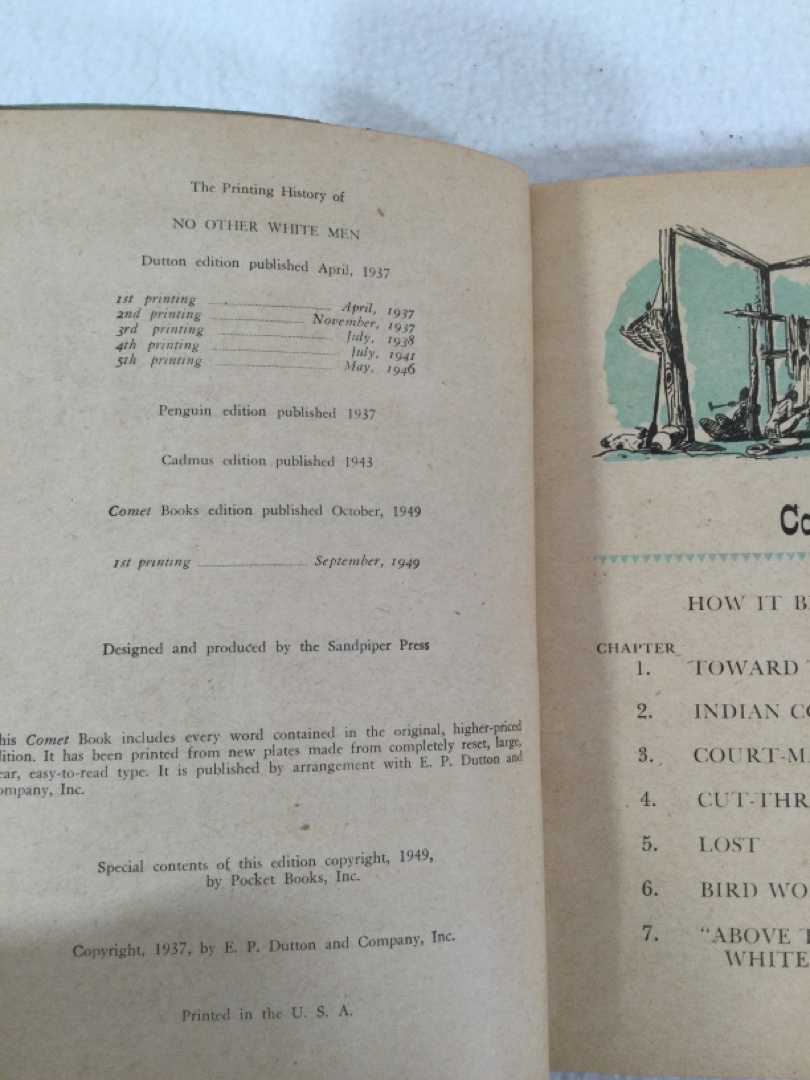 The Printing History of
NO OTHER WHITE MEN
Dutton edition published April, 1937
1st printing April, 1937
2nd printing November, 1937
3rd printing July, 1938
4th printing July, 1941
5th printing May, 1946
Penguin edition published 1937
Cadmus edition published 1943
Comet Books edition published October, 1949
1st printing September, 1949
Designed and produced by the Sandpiper Press
his Comet Book includes every word contained in the original, higher-priced
lition. It has been printed from new plates made from completely reset, large,
ear, easy-to-read type. It is published by arrangement with E. P. Dutton and
ompany, Inc.
Special contents of this edition copyright, 1949,
by Pocket Books, Inc.
Copyright, 1937, by E. P. Dutton and Company, Inc.
Printed in the U. S. A.
Co
HOW IT B
CHAPTER
1. TOWARD
2. INDIAN CO
3. COURT-MA
4. CUT-THR
5. LOST
6. BIRD WO
7. "ABOVE
WHITE